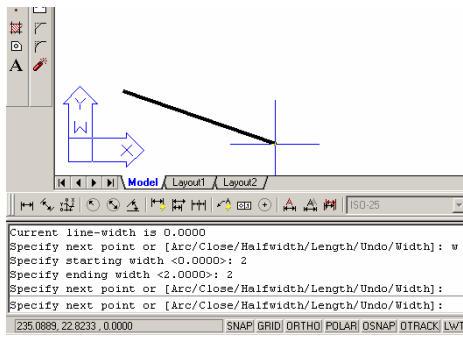 A
Y
W
X
Model Layout1 Layout2
ISO-25
Current line-width is 0.0000
Specify next point or [Arc/Close/Halfwidth/Length/Undo/Width]: w
Specify starting width <0.0000>: 2
Specify ending width <2.0000>: 2
Specify next point or [Arc/Close/Halfwidth/Length/Undo/Width]:
Specify next point or [Arc/Close/Halfwidth/Length/Undo/Width]:
235.0889, 22.8233 , 0.0000 SNAP GRID ORTHO POLAR OSNAP OTRACK LWT